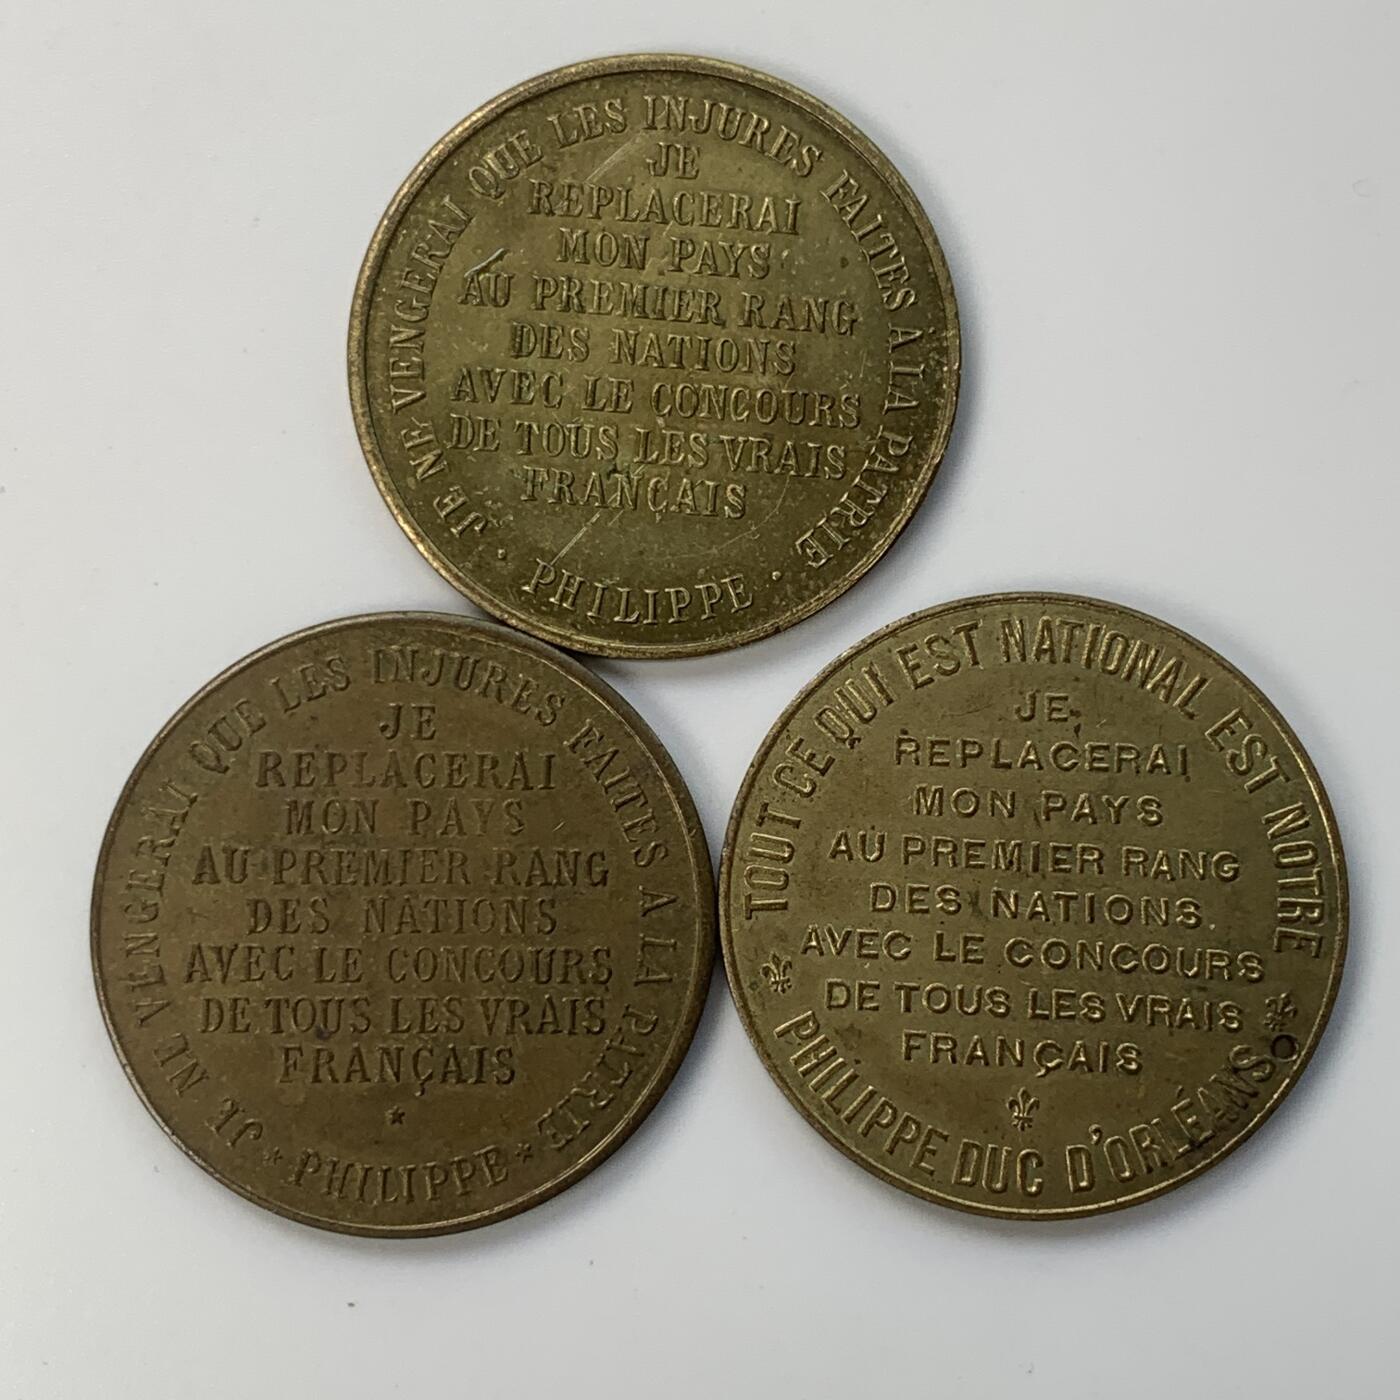 JE NE VENGERAI QUE LES INJURES FAITES A LA PATRIE
JE
REPLACERAI
MON PAYS
AU PREMIER RANG
DES NATIONS
AVEC LE CONCOURS
DE TOUS LES VRAIS
FRANÇAIS
· PHILIPPE ·
JE NE VENGERAI QUE LES INJURES FAITES A LA PATRIE
JE
REPLACERAI
MON PAYS
AU PREMIER RANG
DES NATIONS
AVEC LE CONCOURS
DE TOUS LES VRAIS
FRANÇAIS
* PHILIPPE *
TOUT CE QUI EST NATIONAL EST NOTRE
JE
REPLACERAI
MON PAYS
AU PREMIER RANG
DES NATIONS
AVEC LE CONCOURS
DE TOUS LES VRAIS
FRANÇAIS
PHILIPPE DUC D'ORLÉANS